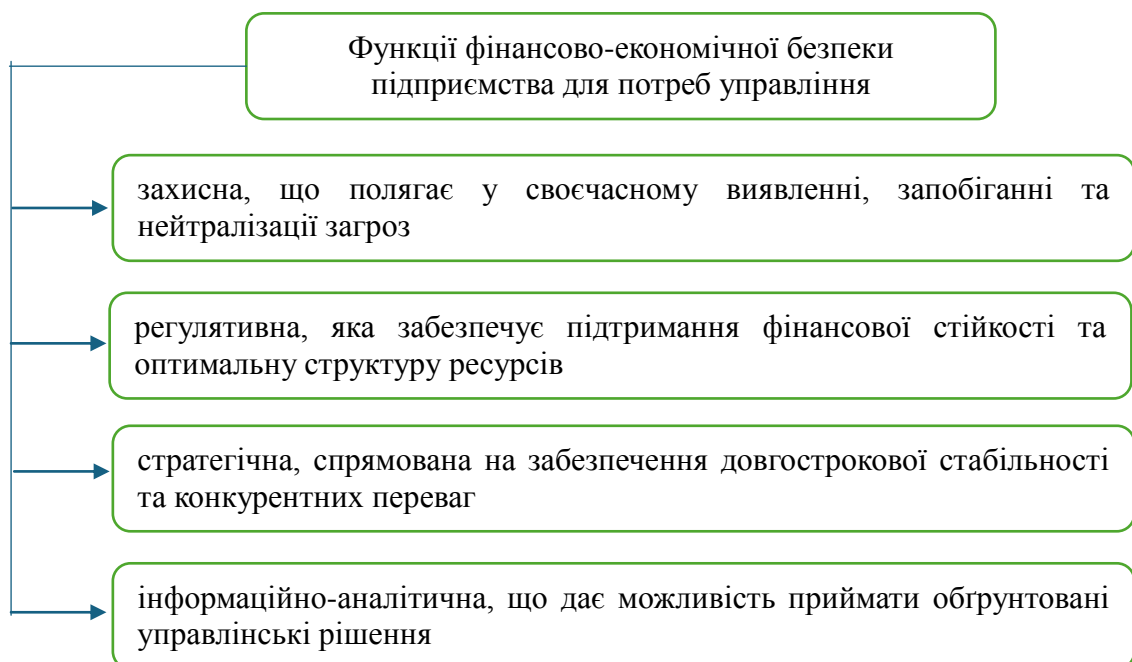 Функції фінансово-економічної безпеки
підприємства для потреб управління
захисна, що полягає у своєчасному виявленні, запобіганні та
нейтралізації загроз
регулятивна, яка забезпечує підтримання фінансової стійкості та
оптимальну структуру ресурсів
стратегічна, спрямована на забезпечення довгострокової стабільності
та конкурентних переваг
інформаційно-аналітична, що дає можливість приймати обґрунтовані
управлінські рішення